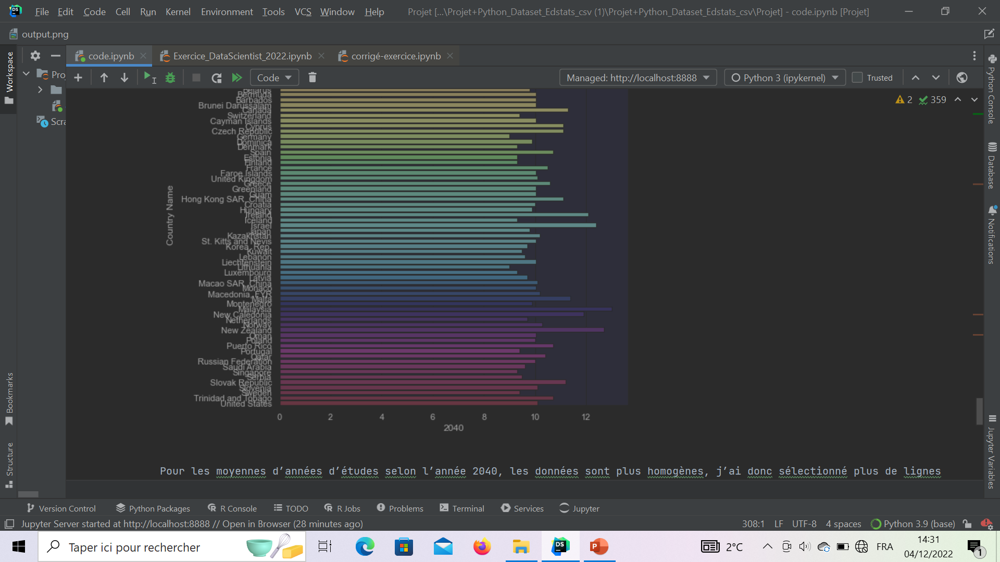 File Edit Code Cell Run Kernel Environment Tools VCS Window Help Projet [...\Projet+Python_Dataset_Edstats_csv (1)\Projet+Python_Dataset_Edstats_csv\Projet] - code.ipynb [Projet]
output.png
code.ipynb Exercice_DataScientist_2022.ipynb corrigé-exercice.ipynb
Code Managed: http://localhost:8888 Python 3 (ipykernel) Trusted
2 359
Workspace
Proj
Scra
Bookmarks
Structure
Python Console
Database
Notifications
Jupyter Variables
Country Name
Belarus
Bermuda
Barbados
Brunei Darussalam
Canada
Switzerland
Cayman Islands
Cyprus
Czech Republic
Germany
Dominica
Denmark
Spain
Estonia
Finland
France
Faroe Islands
United Kingdom
Greece
Greenland
Guam
Hong Kong SAR, China
Croatia
Hungary
Ireland
Iceland
Israel
Japan
Kazakhstan
St. Kitts and Nevis
Korea, Rep.
Kuwait
Lebanon
Liechtenstein
Lithuania
Luxembourg
Latvia
Macao SAR, China
Monaco
Macedonia, FYR
Malta
Montenegro
Malaysia
New Caledonia
Netherlands
Norway
New Zealand
Oman
Poland
Puerto Rico
Portugal
Qatar
Russian Federation
Saudi Arabia
Singapore
Serbia
Slovak Republic
Slovenia
Sweden
Trinidad and Tobago
United States
0 2 4 6 8 10 12
2040
Pour les moyennes d’années d’études selon l’année 2040, les données sont plus homogènes, j’ai donc sélectionné plus de lignes
Version Control Python Packages R Console TODO R Jobs Problems Terminal Services Jupyter
Jupyter Server started at http://localhost:8888 // Open in Browser (28 minutes ago) 308:1 LF UTF-8 4 spaces Python 3.9 (base)
Taper ici pour rechercher 2°C FRA 14:31
04/12/2022 1